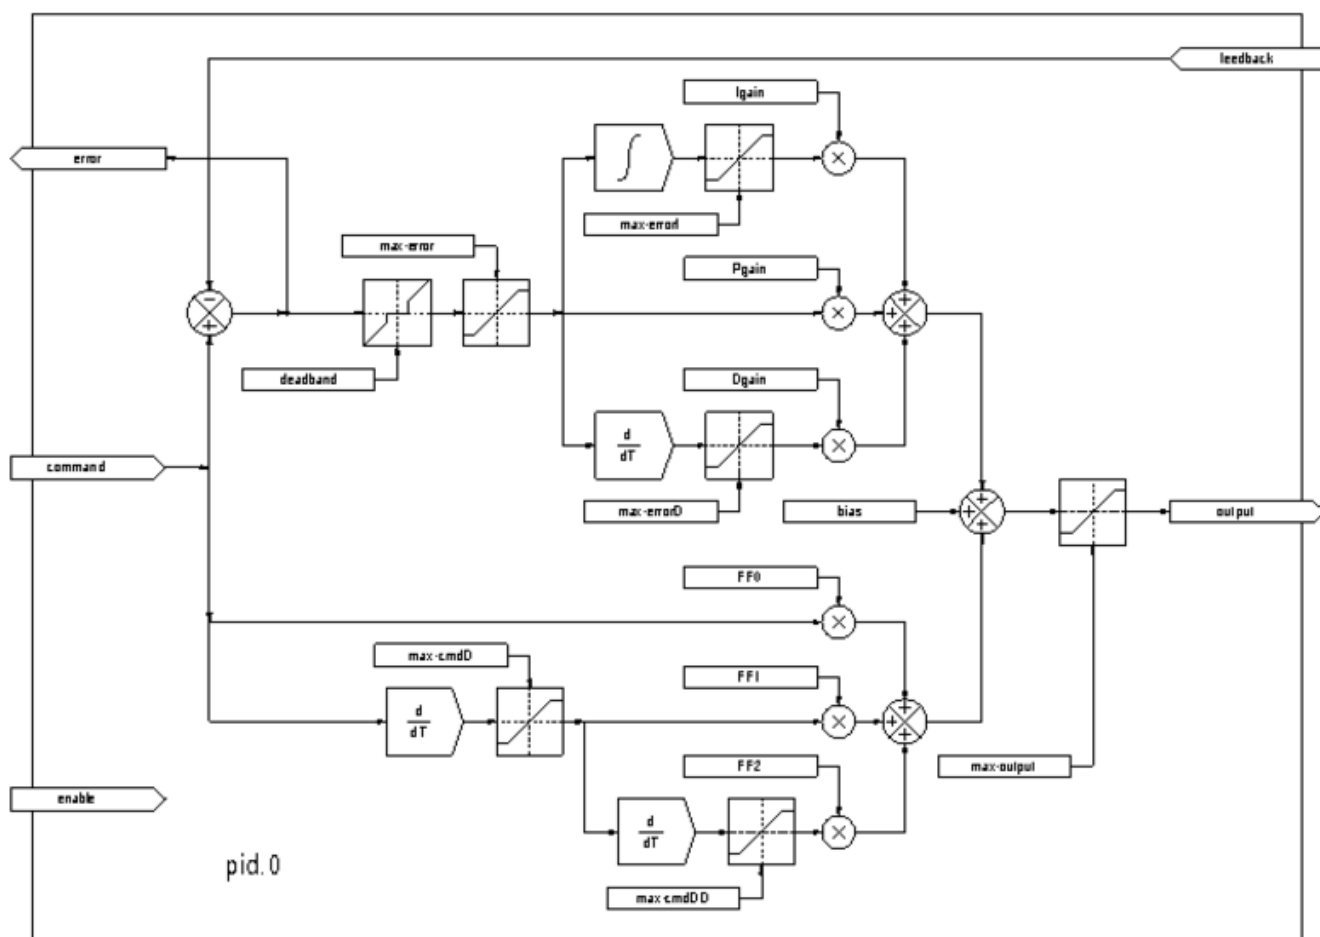 feedback
Igain
error
max-errorI
max-error
Pgain
deadband
Dgain
d
dT
command
max-errorD
bias
output
FF0
max-cmdD
FF1
d
dT
FF2
max-output
enable
d
dT
pid.0
max-cmdDD